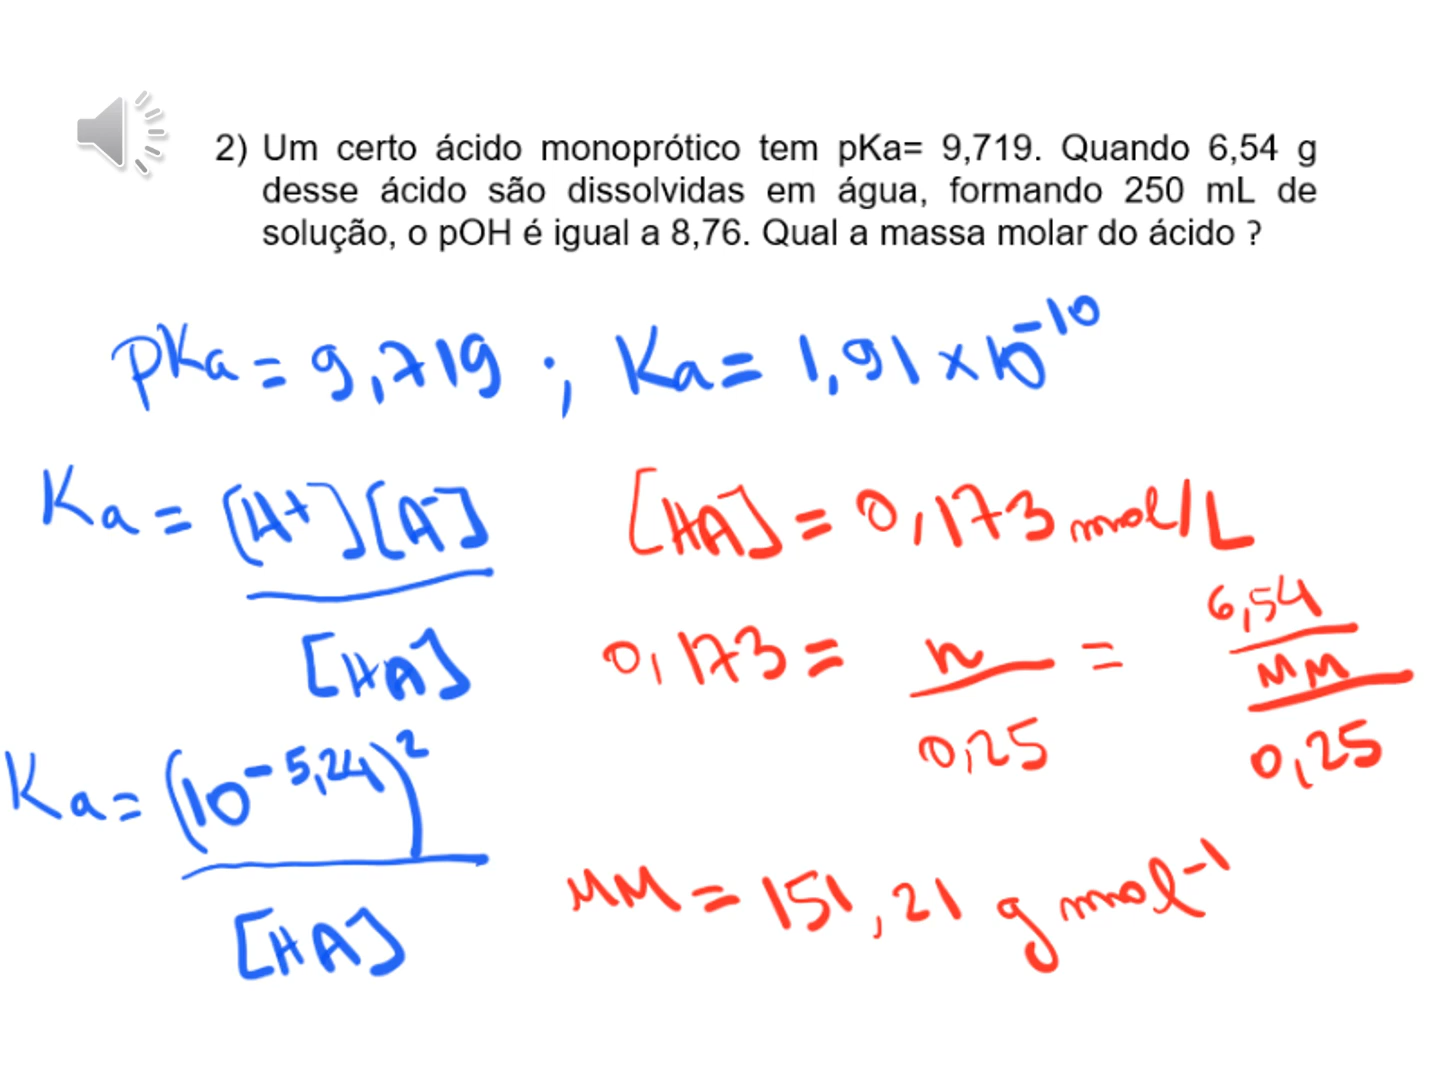 2) Um certo ácido monoprótico tem pKa= 9,719. Quando 6,54 g
desse ácido são dissolvidas em água, formando 250 mL de
solução, o pOH é igual a 8,76. Qual a massa molar do ácido ?
pKa = 9,719 ; Ka = 1,91 x 10⁻¹⁰
Ka = [H+][A-]
[HA]
Ka = (10⁻⁵,²⁴)²
[HA]
[HA] = 0,173 mol/L
0,173 = n / 0,25 = 6,54 / MM / 0,25
MM = 151,21 g mol⁻¹